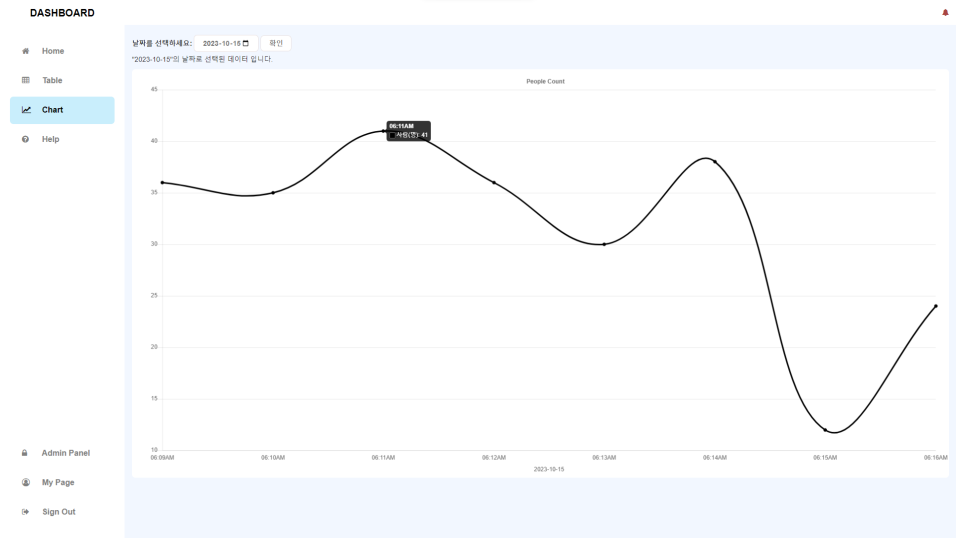 DASHBOARD
Home
Table
Chart
Help
Admin Panel
My Page
Sign Out
날짜를 선택하세요: 2023-10-16 확인
"2023-10-15"의 날짜로 선택된 데이터 입니다.
People Count
45
40
35
30
25
20
15
10
06:11AM
사람(명): 41
06:09AM 06:10AM 06:11AM 06:12AM 06:13AM 06:14AM 06:15AM 06:16AM
2023-10-15